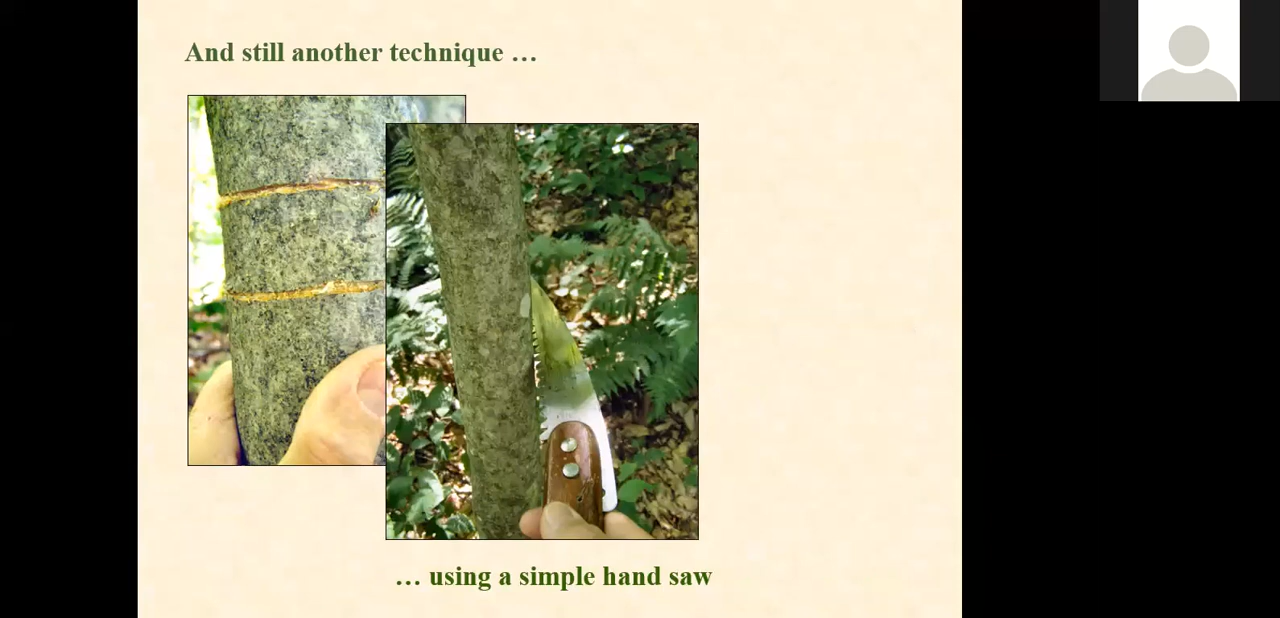 And still another technique …
… using a simple hand saw